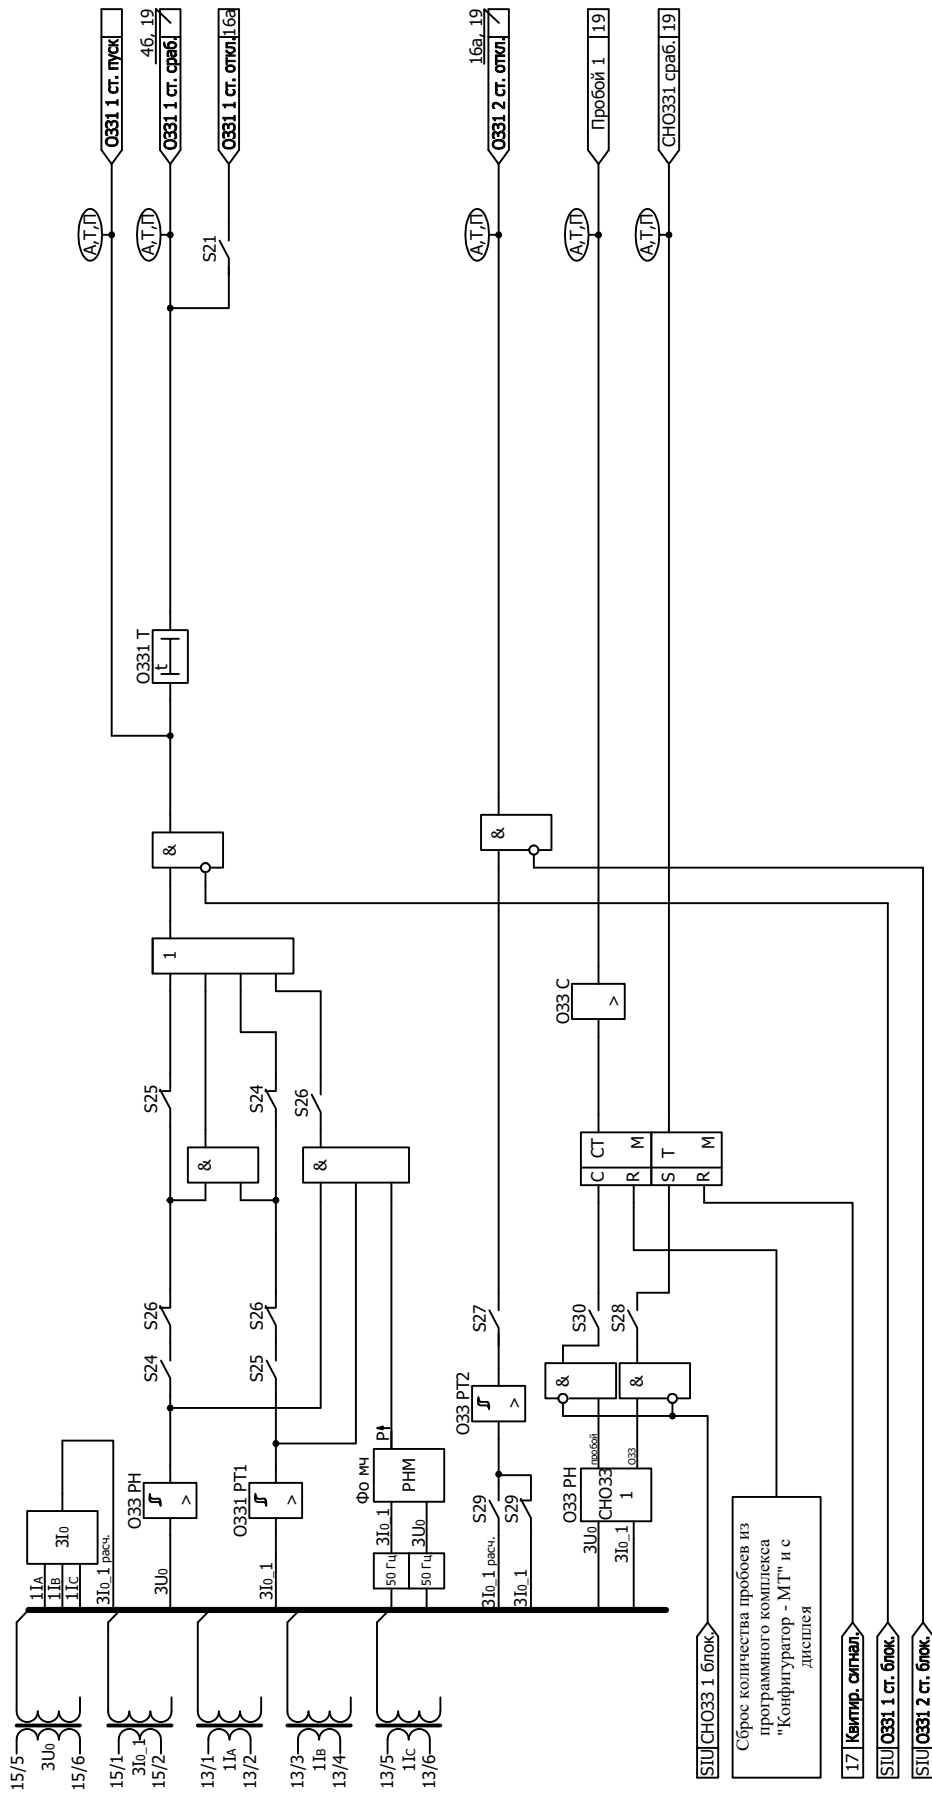 ОЗЗ1 1 ст. пуск
4б, 19
ОЗЗ1 1 ст. сраб.
ОЗЗ1 1 ст. откл. 16а
16а, 19
ОЗЗ1 2 ст. откл.
Пробой 1 19
СНОЗЗ1 сраб. 19
А,Т,П
А,Т,П
А,Т,П
А,Т,П
А,Т,П
S21
ОЗЗ1 Т
t
&
&
1
ОЗЗ С
>
S25
S24
S26
&
&
C СТ M
R
S Т M
R
S26
S24
S26
S25
S27
S30
S28
ОЗЗ РТ2
>
&
&
ОЗЗ РН
>
ОЗЗ1 РТ1
>
Фо мч
РНМ
P
пробой
ОЗЗ
ОЗЗ РН
СНОЗЗ
1
S29
S29
3I0
1IA
1IB
1IC
3I0_1 расч.
3U0
3I0_1
3I0_1
3U0
50 Гц
50 Гц
3I0_1 расч.
3I0_1
3U0
3I0_1
15/5
3U0
15/6
15/1
3I0_1
15/2
13/1
1IA
13/2
13/3
1IB
13/4
13/5
1IC
13/6
SIU СНОЗЗ 1 блок.
Сброс количества пробоев из
программного комплекса
"Конфигуратор - МТ" и с
дисплея
17 Квитир. сигнал.
SIU ОЗЗ1 1 ст. блок.
SIU ОЗЗ1 2 ст. блок.